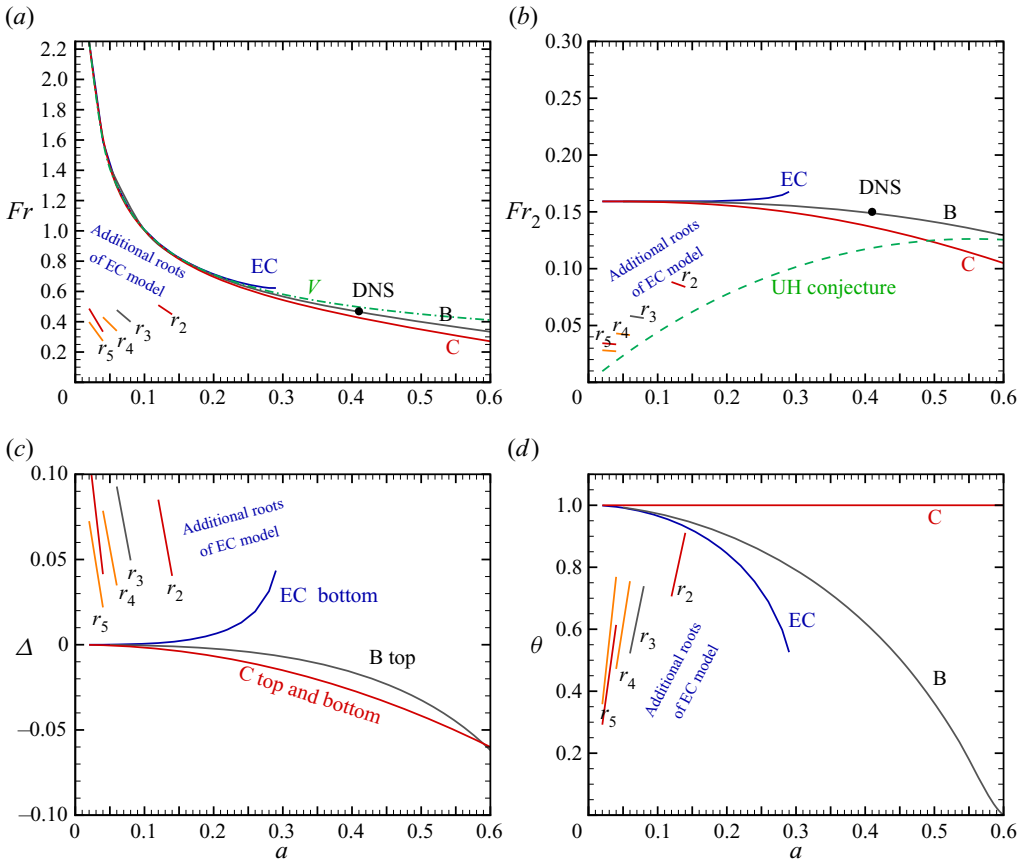 (a)
2.2
2.0
1.8
1.6
1.4
1.2
1.0
0.8
0.6
0.4
0.2
Fr
Additional roots
of EC model
EC
V
DNS
B
C
r2
r3
r4
r5
0 0.1 0.2 0.3 0.4 0.5 0.6
(b)
0.30
0.25
0.20
0.15
0.10
0.05
0
Fr2
EC
DNS
B
C
Additional roots
of EC model
UH conjecture
r2
r3
r4
r5
0 0.1 0.2 0.3 0.4 0.5 0.6
(c)
0.10
0.05
0
−0.05
−0.10
Δ
Additional roots
of EC model
r2
r3
r4
r5
EC bottom
B top
C top and bottom
0 0.1 0.2 0.3 0.4 0.5 0.6
a
(d)
1.0
0.8
0.6
0.4
0.2
θ
C
r2
EC
r3
r4
r5
B
Additional roots
of EC model
0 0.1 0.2 0.3 0.4 0.5 0.6
a